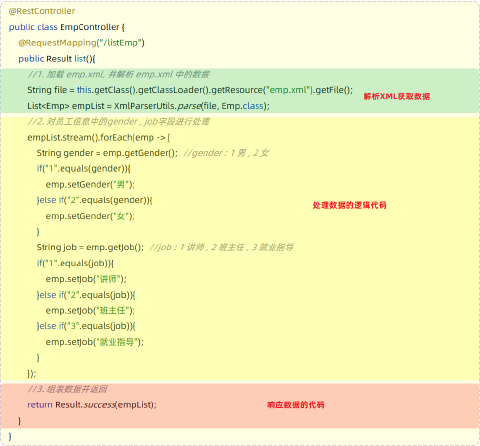 @RestController
public class EmpController {
@RequestMapping("/listEmp")
public Result list(){
//1. 加载 emp.xml, 并解析 emp.xml 中的数据
String file = this.getClass().getClassLoader().getResource("emp.xml").getFile();
List<Emp> empList = XmlParserUtils.parse(file, Emp.class);
解析XML获取数据
//2. 对员工信息中的gender , job字段进行处理
empList.stream().forEach(emp -> {
String gender = emp.getGender(); //gender : 1 男 , 2 女
if("1".equals(gender)){
emp.setGender("男");
}else if("2".equals(gender)){
emp.setGender("女");
}
处理数据的逻辑代码
String job = emp.getJob(); //job : 1 讲师 , 2 班主任 , 3 就业指导
if("1".equals(job)){
emp.setJob("讲师");
}else if("2".equals(job)){
emp.setJob("班主任");
}else if("3".equals(job)){
emp.setJob("就业指导");
}
});
//3. 组装数据并返回
return Result.success(empList);
响应数据的代码
}
}